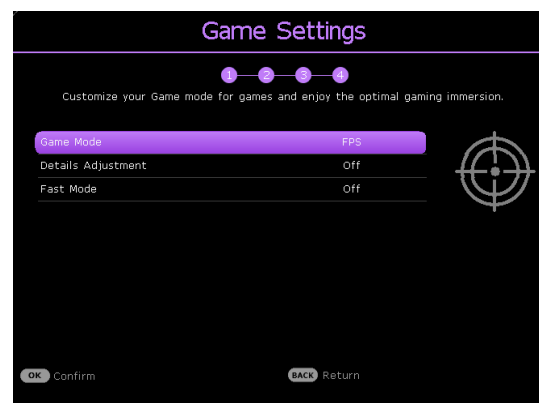 Game Settings
1 2 3 4
Customize your Game mode for games and enjoy the optimal gaming immersion.
Game Mode FPS
Details Adjustment Off
Fast Mode Off
OK Confirm BACK Return